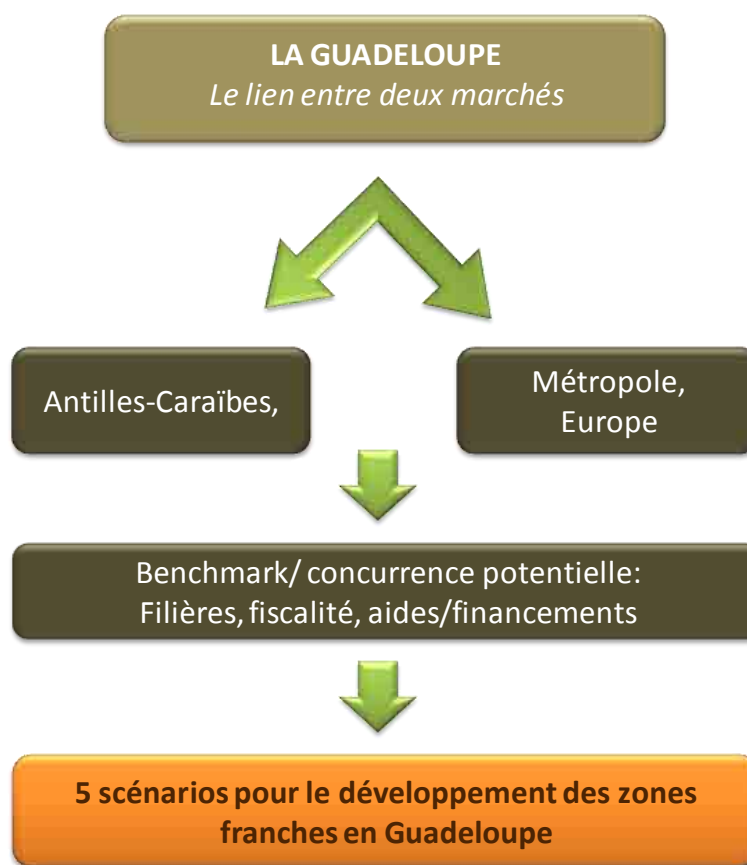 LA GUADELOUPE
Le lien entre deux marchés
Antilles-Caraïbes,
Métropole,
Europe
Benchmark/ concurrence potentielle:
Filières, fiscalité, aides/financements
5 scénarios pour le développement des zones
franches en Guadeloupe